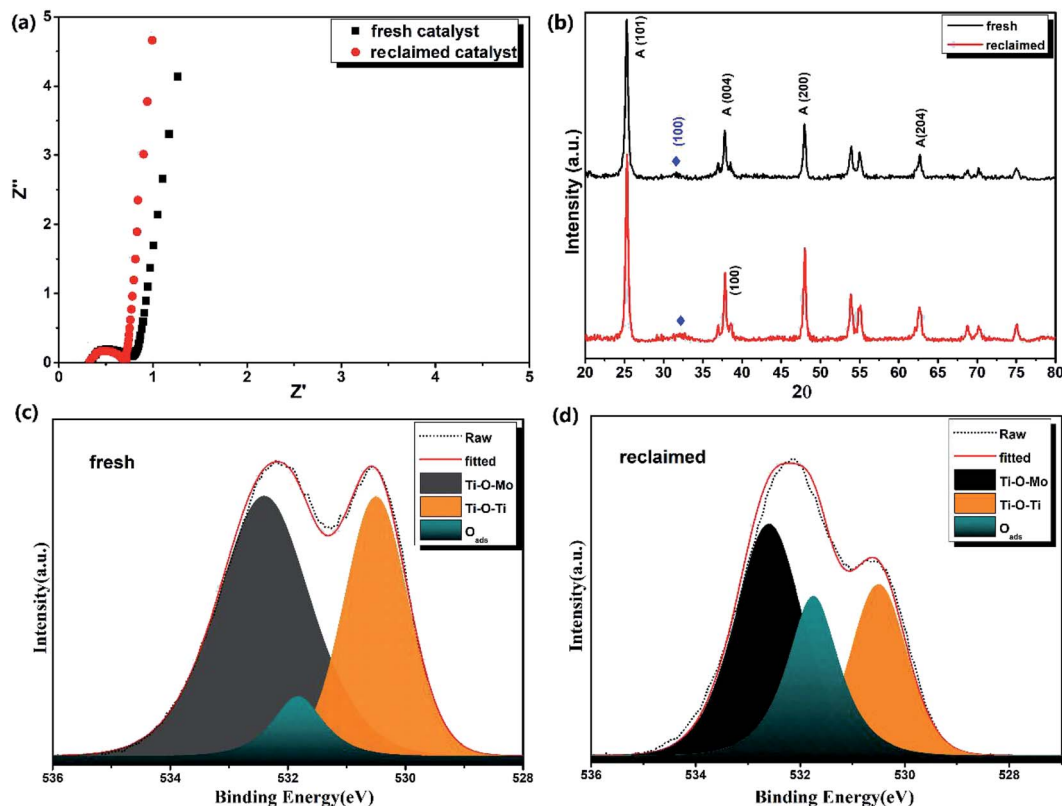 (a)
fresh catalyst
reclaimed catalyst
Z''
5
4
3
2
1
0
0 1 2 3 4 5
Z'
(b)
fresh
reclaimed
A (101)
(100)
A (004)
A (200)
A(204)
(100)
Intensity (a.u.)
20 25 30 35 40 45 50 55 60 65 70 75 80
2θ
(c)
fresh
Raw
fitted
Ti-O-Mo
Ti-O-Ti
Oads
Intensity(a.u.)
536 534 532 530 528
Binding Energy(eV)
(d)
reclaimed
Raw
fitted
Ti-O-Mo
Ti-O-Ti
Oads
Intensity(a.u.)
536 534 532 530 528
Binding Energy(eV)